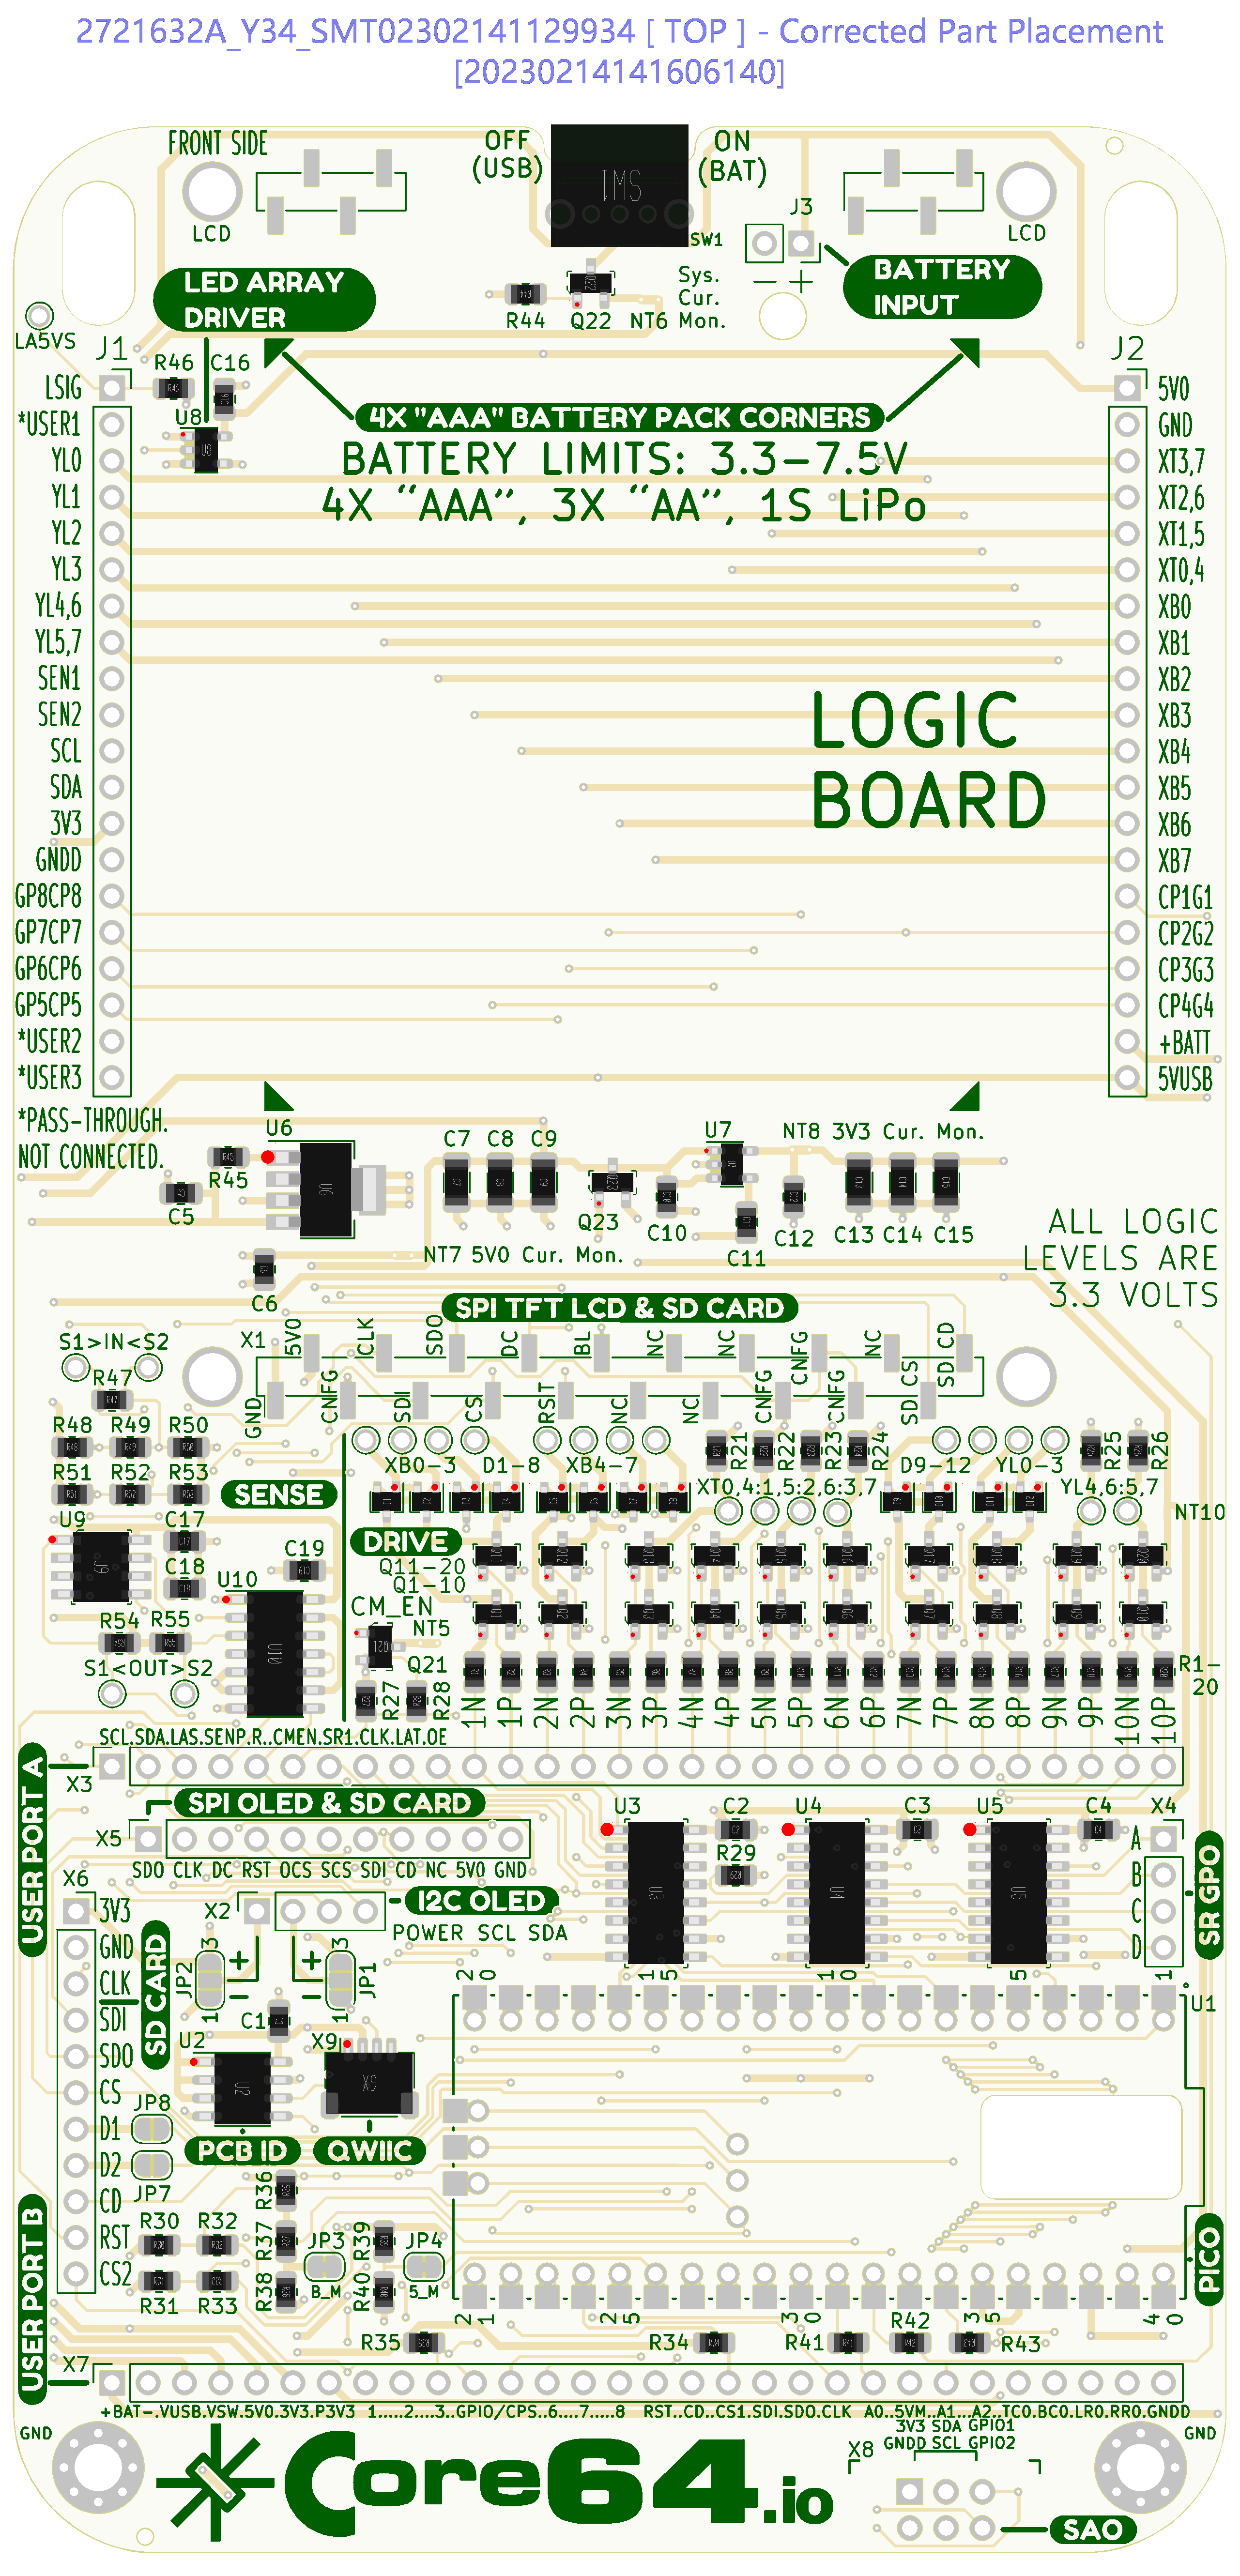 2721632A_Y34_SMT02302141129934 [ TOP ] - Corrected Part Placement
[20230214141606140]
FRONT SIDE
OFF
(USB)
ON
(BAT)
SW1
J3
LCD
LCD
SW1
LED ARRAY
DRIVER
BATTERY
INPUT
− +
Sys.
Cur.
Mon.
R44
Q22
NT6
LA5VS
J1
J2
R46
C16
U8
LSIG
*USER1
YL0
YL1
YL2
YL3
YL4,6
YL5,7
SEN1
SEN2
SCL
SDA
3V3
GNDD
GP8CP8
GP7CP7
GP6CP6
GP5CP5
*USER2
*USER3
*PASS-THROUGH.
NOT CONNECTED.
4X "AAA" BATTERY PACK CORNERS
BATTERY LIMITS: 3.3-7.5V
4X "AAA", 3X "AA", 1S LiPo
LOGIC
BOARD
5V0
GND
XT3,7
XT2,6
XT1,5
XT0,4
XB0
XB1
XB2
XB3
XB4
XB5
XB6
XB7
CP1G1
CP2G2
CP3G3
CP4G4
+BATT
5VUSB
U6
R45
C5
C6
C7 C8 C9
Q23
C10
U7
C11
C12
NT8 3V3 Cur. Mon.
C13 C14 C15
NT7 5V0 Cur. Mon.
ALL LOGIC
LEVELS ARE
3.3 VOLTS
SPI TFT LCD & SD CARD
X1
5V0 CLK SDO DC BL NC NC CNFG NC SD CD
GND CNFG SDI CS RST NC NC CNFG CNFG SD CS
S1>IN<S2
R47
R48 R49 R50
R51 R52 R53
SENSE
U9
C17
C18
C19
U10
R54 R55
S1<OUT>S2
XB0-3
D1-8
XB4-7
R21 R22 R23 R24
XT0,4:1,5:2,6:3,7
D9-12
YL0-3
R25 R26
YL4,6:5,7
NT10
DRIVE
Q11-20
Q1-10
CM_EN
NT5
Q21
R27 R28
1N 1P 2N 2P 3N 3P 4N 4P 5N 5P 6N 6P 7N 7P 8N 8P 9N 9P 10N 10P
R1-
20
SCL.SDA.LAS.SENP.R..CMEN.SR1.CLK.LAT.OE
USER PORT A
X3
SPI OLED & SD CARD
X5
SDO CLK DC RST OCS SCS SDI CD NC 5V0 GND
U3
C2
R29
U4
C3
U5
C4
X4
A
B
C
D
SR GPO
X6
3V3
GND
CLK
SDI
SDO
CS
D1
D2
CD
RST
CS2
SD CARD
X2
I2C OLED
POWER SCL SDA
JP2
3
1
+
−
+
−
3
1
JP1
C1
U2
X9
X9
PCB ID
QWIIC
JP8
JP7
20
15
10
5
1
U1
PICO
R30 R32
R31 R33
R36
R37
R38
JP3
B_M
R39
R40
JP4
5_M
21
25
30
35
40
R35
R34
R41
R42
R43
USER PORT B
X7
+BAT-.VUSB.VSW.5V0.3V3.P3V3 1.....2....3..GPIO/CPS..6....7.....8 RST..CD..CS1.SDI.SDO.CLK A0..5VM..A1...A2..TC0.BC0.LR0.RR0.GNDD
GND
GND
Core64.io
X8
3V3 SDA GPIO1
GNDD SCL GPIO2
SAO